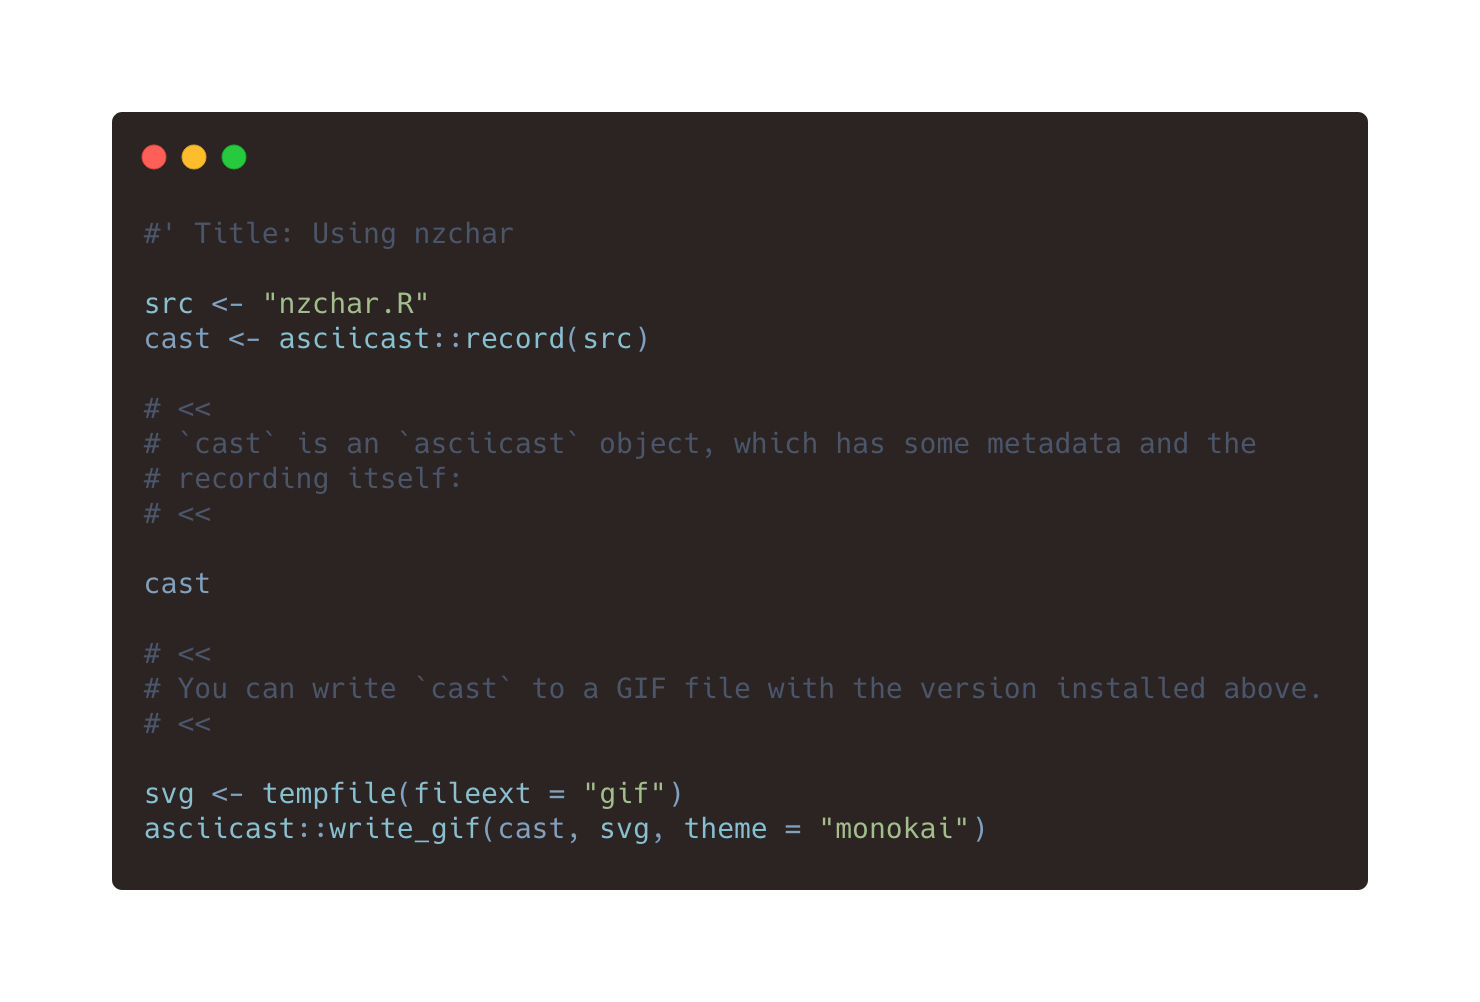 #' Title: Using nzchar
src <- "nzchar.R"
cast <- asciicast::record(src)
# <<
# `cast` is an `asciicast` object, which has some metadata and the
# recording itself:
# <<
cast
# <<
# You can write `cast` to a GIF file with the version installed above.
# <<
svg <- tempfile(fileext = "gif")
asciicast::write_gif(cast, svg, theme = "monokai")